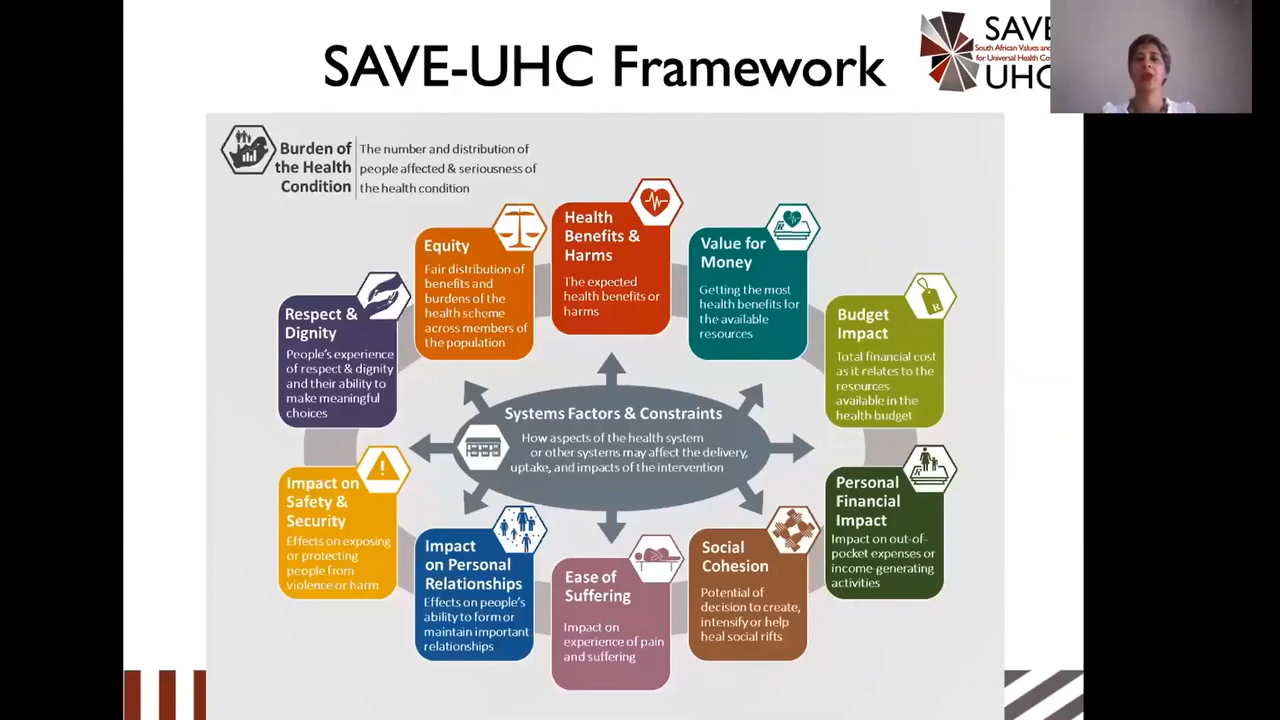 SAVE-UHC Framework
SAVE
South African Values and
for Universal Health Co
UHC
Burden of
the Health
Condition
The number and distribution of
people affected & seriousness of
the health condition
Health
Benefits &
Harms
The expected
health benefits or
harms
Equity
Fair distribution of
benefits and
burdens of the
health scheme
across members of
the population
Value for
Money
Getting the most
health benefits for
the available
resources
Respect &
Dignity
People's experience
of respect & dignity
and their ability to
make meaningful
choices
Budget
Impact
Total financial cost
as it relates to the
resources
available in the
health budget
R
R
Systems Factors & Constraints
How aspects of the health system
or other systems may affect the delivery,
uptake, and impacts of the intervention
Impact on
Safety &
Security
Effects on exposing
or protecting
people from
violence or harm
Personal
Financial
Impact
Impact on out-of-
pocket expenses or
income-generating
activities
Impact
on Personal
Relationships
Effects on people's
ability to form or
maintain important
relationships
Ease of
Suffering
Impact on
experience of pain
and suffering
Social
Cohesion
Potential of
decision to create,
intensify or help
heal social rifts